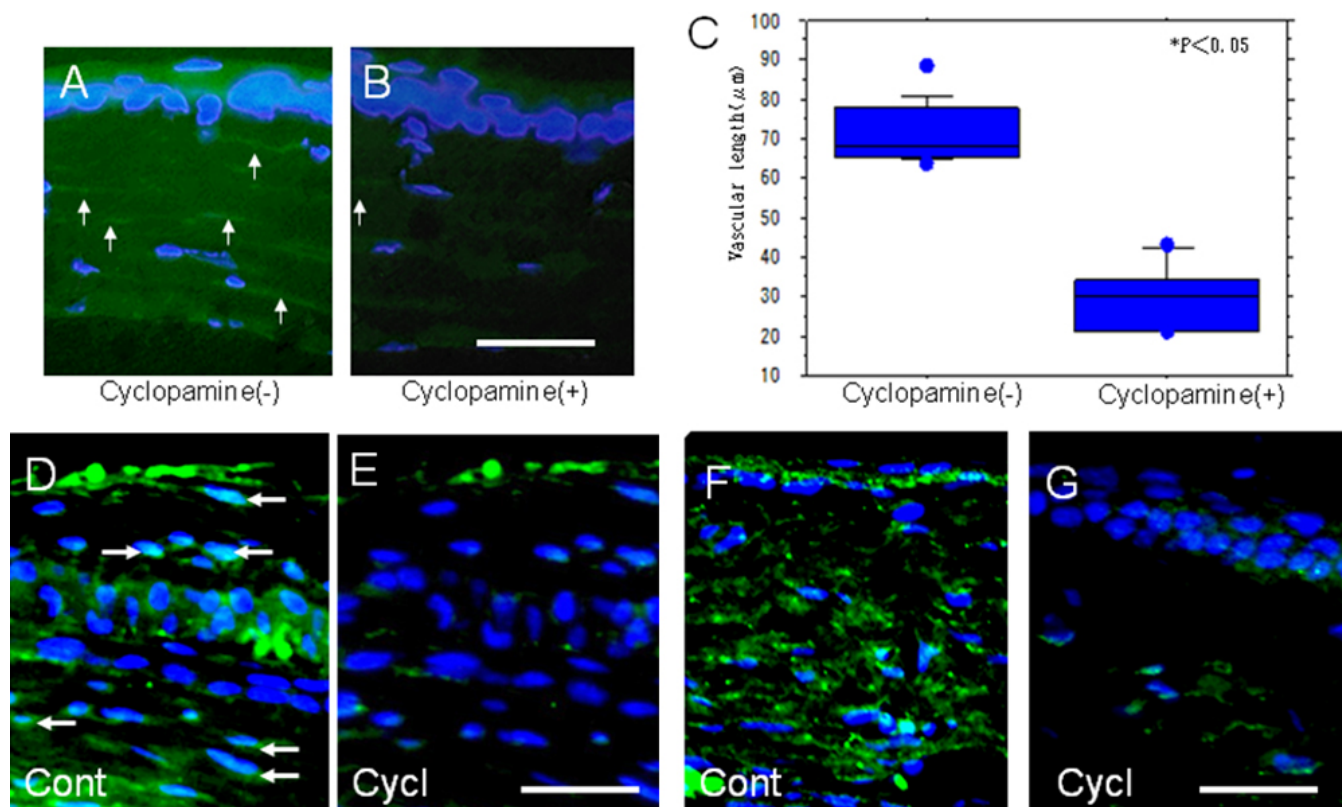 A
B
Cyclopamine(-)
Cyclopamine(+)
C
*P<0.05
Vascular length(μm)
100
90
80
70
60
50
40
30
20
10
Cyclopamine(-)
Cyclopamine(+)
D
Cont
E
Cycl
F
Cont
G
Cycl